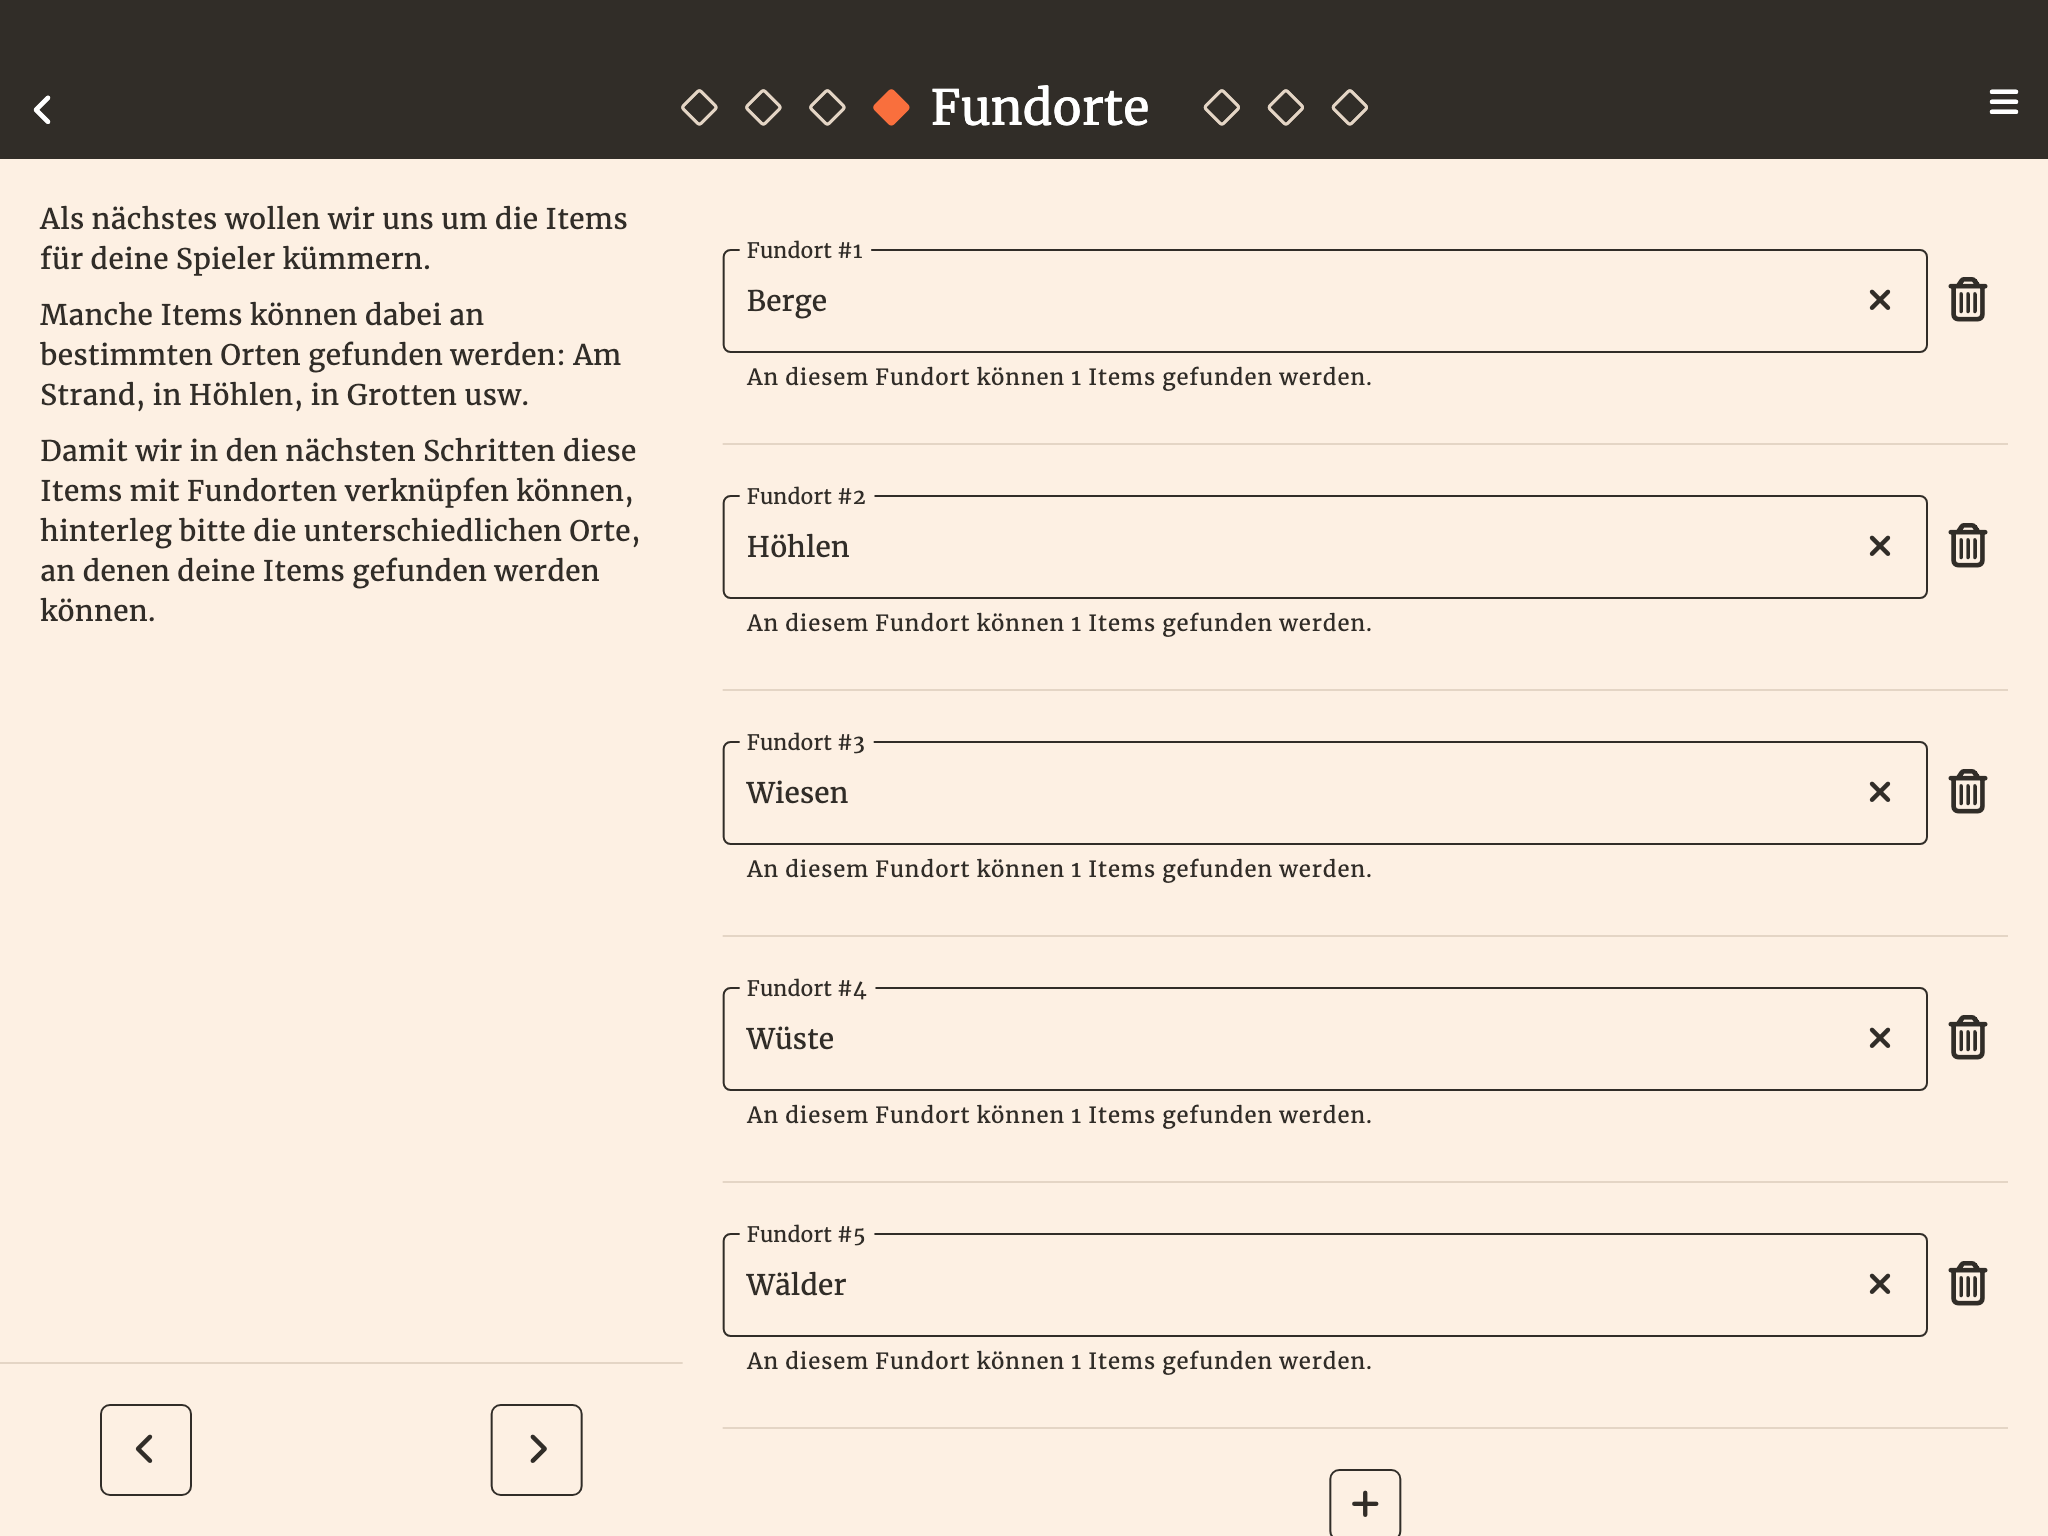 Fundorte
Als nächstes wollen wir uns um die Items
für deine Spieler kümmern.
Manche Items können dabei an
bestimmten Orten gefunden werden: Am
Strand, in Höhlen, in Grotten usw.
Damit wir in den nächsten Schritten diese
Items mit Fundorten verknüpfen können,
hinterleg bitte die unterschiedlichen Orte,
an denen deine Items gefunden werden
können.
Fundort #1
Berge
An diesem Fundort können 1 Items gefunden werden.
Fundort #2
Höhlen
An diesem Fundort können 1 Items gefunden werden.
Fundort #3
Wiesen
An diesem Fundort können 1 Items gefunden werden.
Fundort #4
Wüste
An diesem Fundort können 1 Items gefunden werden.
Fundort #5
Wälder
An diesem Fundort können 1 Items gefunden werden.